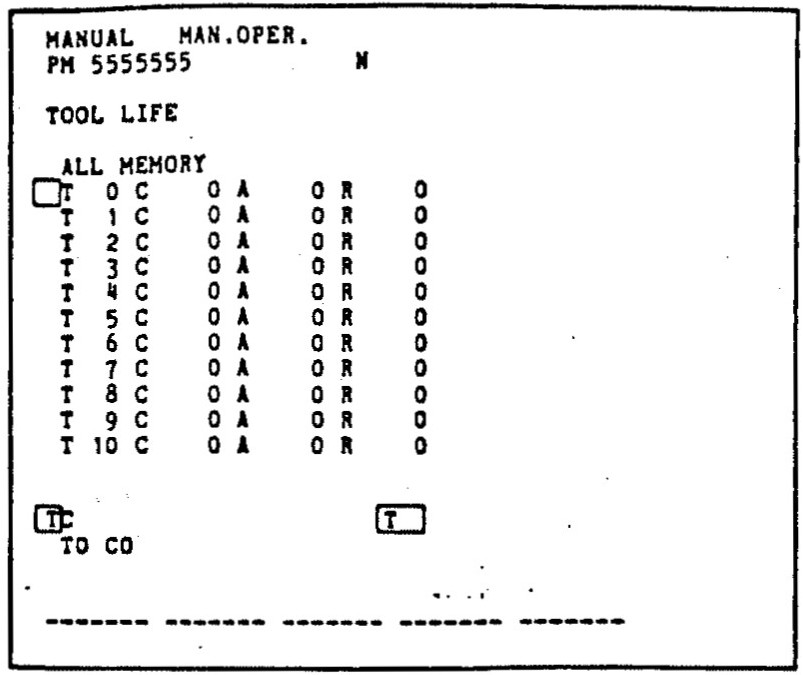 MANUAL MAN.OPER.
PM 5555555 N
TOOL LIFE
ALL MEMORY
T 0 C 0 A 0 R 0
T 1 C 0 A 0 R 0
T 2 C 0 A 0 R 0
T 3 C 0 A 0 R 0
T 4 C 0 A 0 R 0
T 5 C 0 A 0 R 0
T 6 C 0 A 0 R 0
T 7 C 0 A 0 R 0
T 8 C 0 A 0 R 0
T 9 C 0 A 0 R 0
T 10 C 0 A 0 R 0
TC T
TO CO